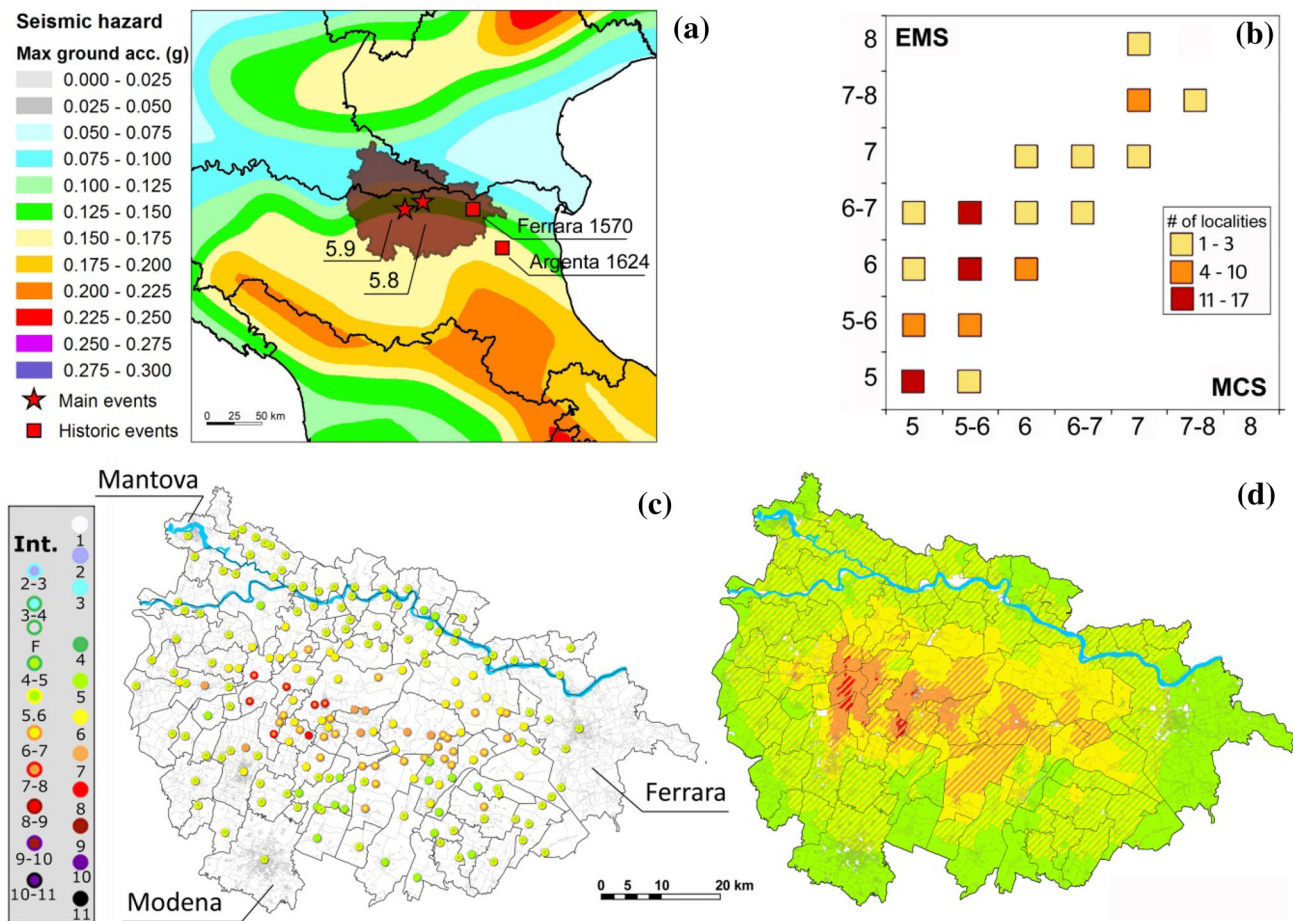 Seismic hazard
Max ground acc. (g)
0.000 - 0.025
0.025 - 0.050
0.050 - 0.075
0.075 - 0.100
0.100 - 0.125
0.125 - 0.150
0.150 - 0.175
0.175 - 0.200
0.200 - 0.225
0.225 - 0.250
0.250 - 0.275
0.275 - 0.300
Main events
Historic events
(a)
5.9
5.8
Ferrara 1570
Argenta 1624
0 25 50 km
(b)
EMS
8
7-8
7
6-7
6
5-6
5
# of localities
1 - 3
4 - 10
11 - 17
MCS
5 5-6 6 6-7 7 7-8 8
(c)
Int.
2-3
3-4
F
4-5
5.6
6-7
7-8
8-9
9-10
10-11
1
2
3
4
5
6
7
8
9
10
11
Mantova
Ferrara
Modena
0 5 10 20 km
(d)